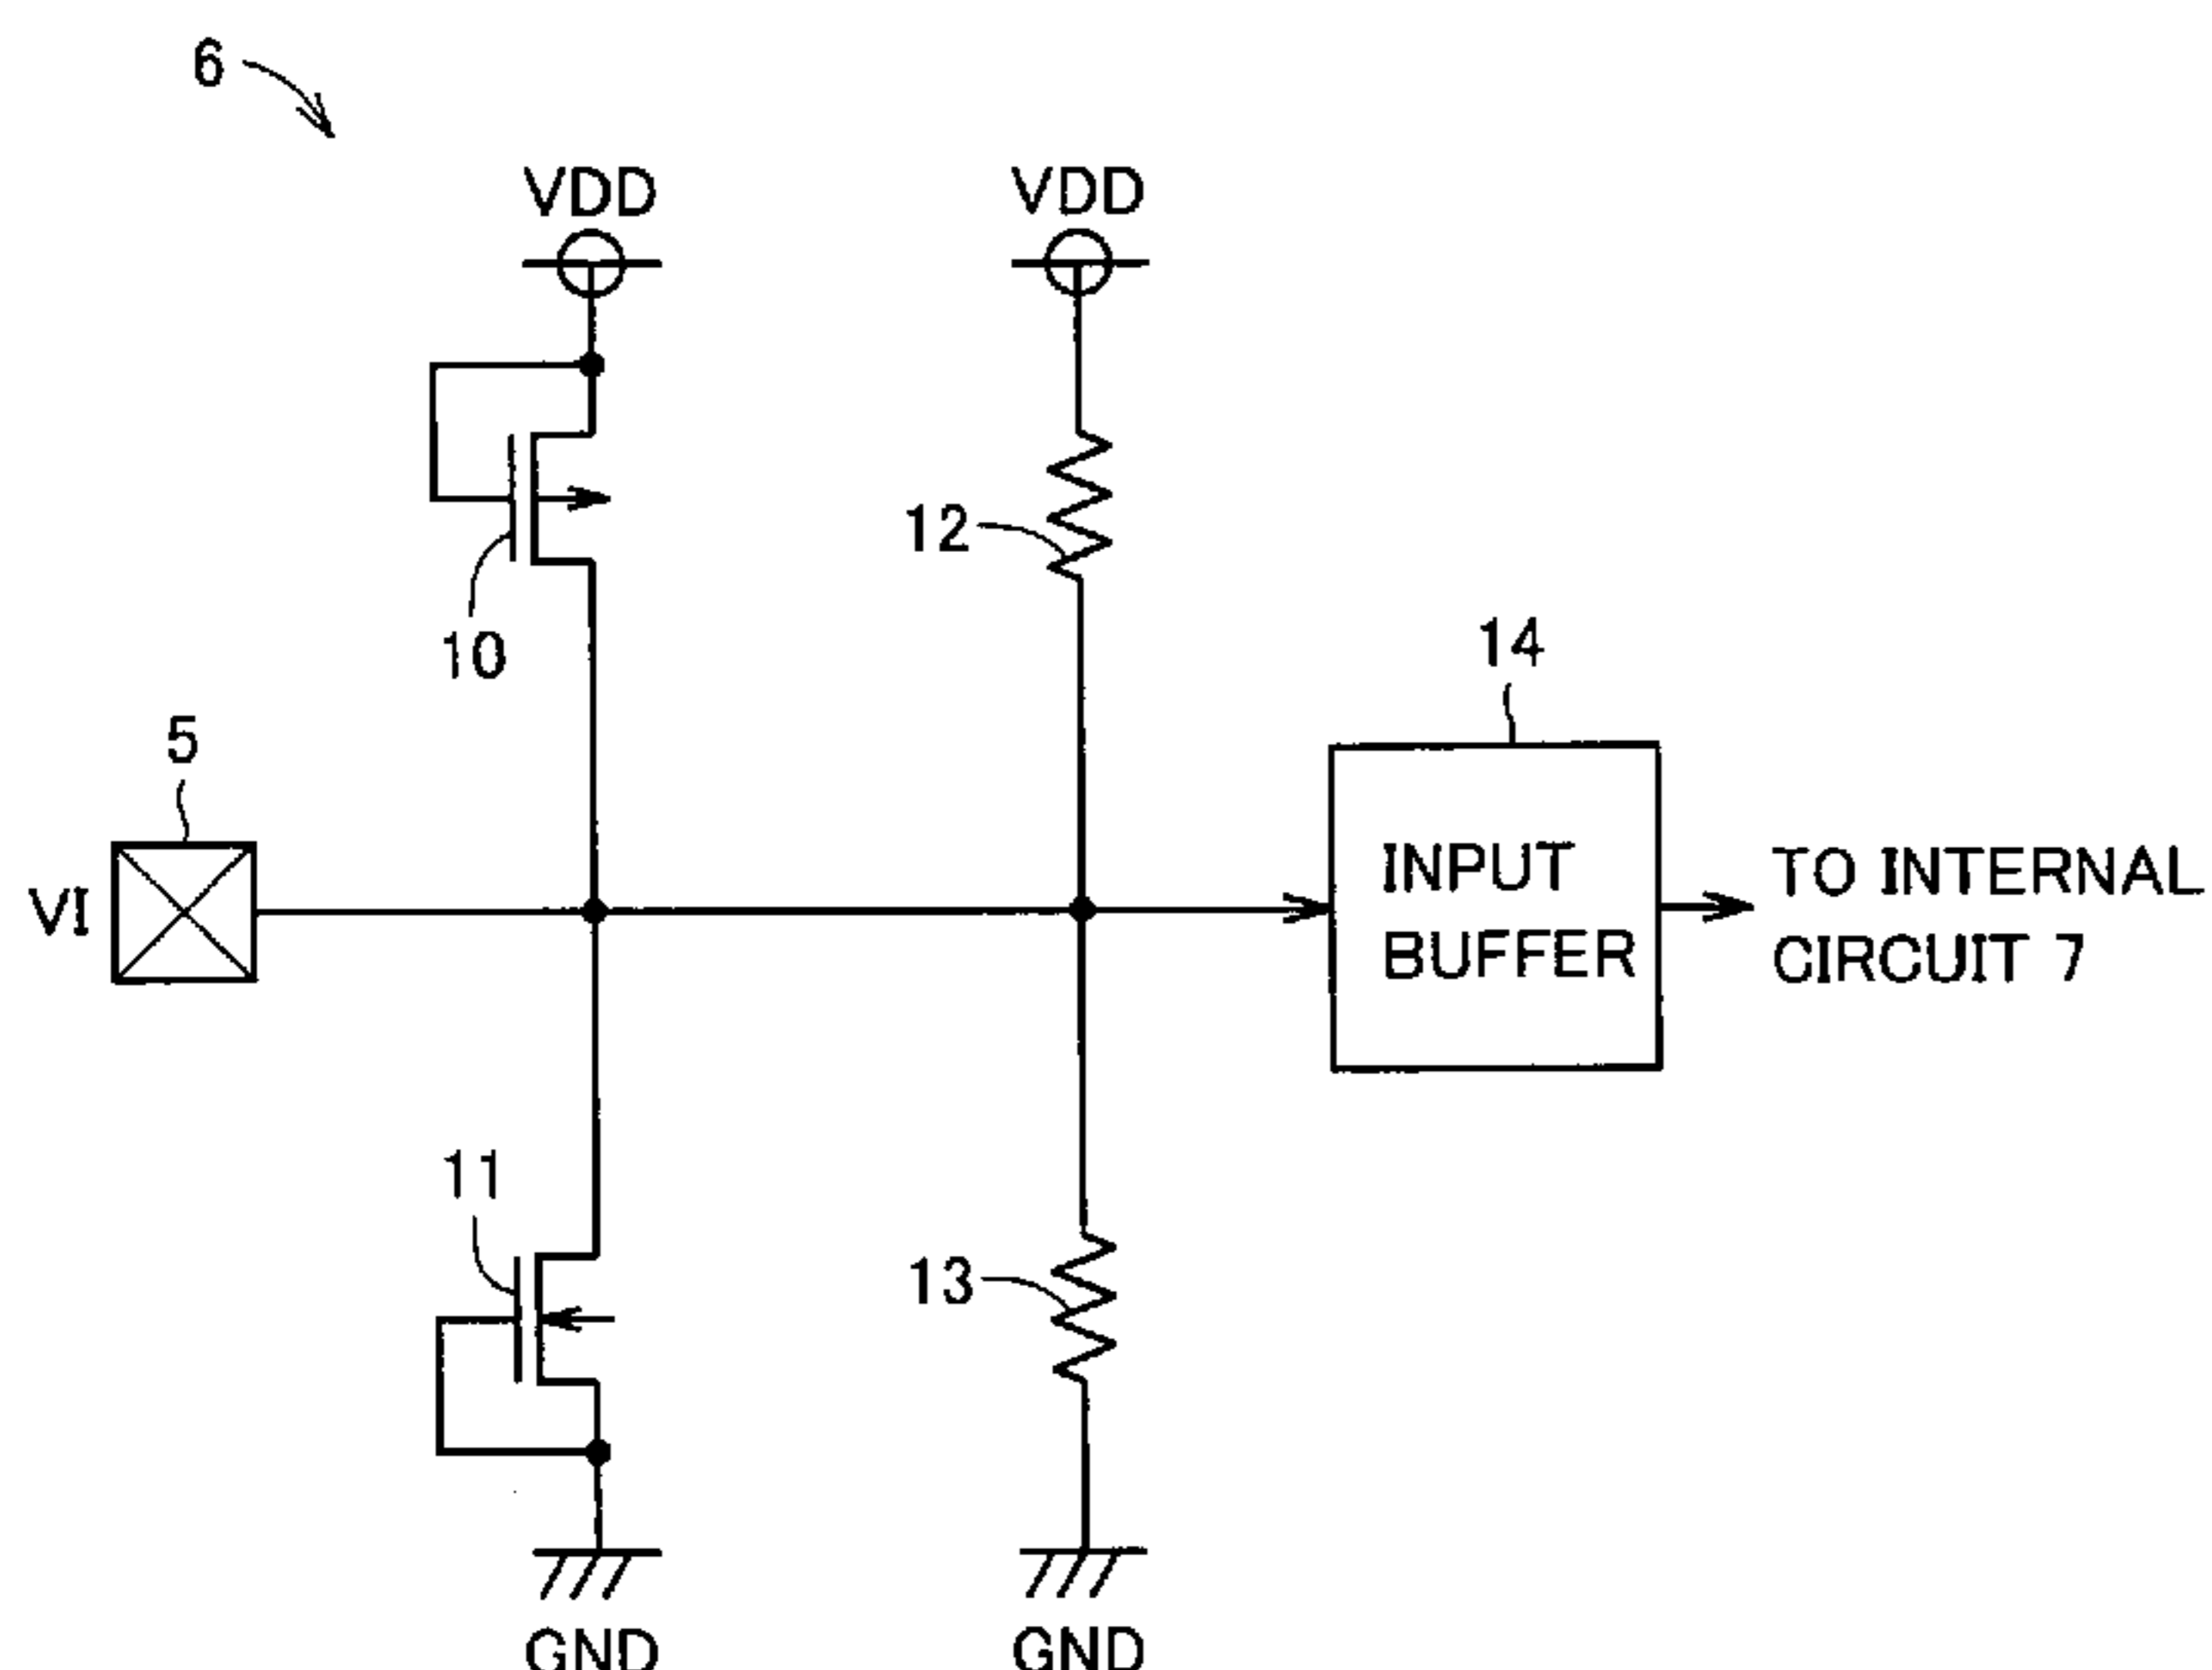 6
VDD
VDD
12
10
14
5
VI
INPUT
BUFFER
TO INTERNAL
CIRCUIT 7
11
13
GND
GND